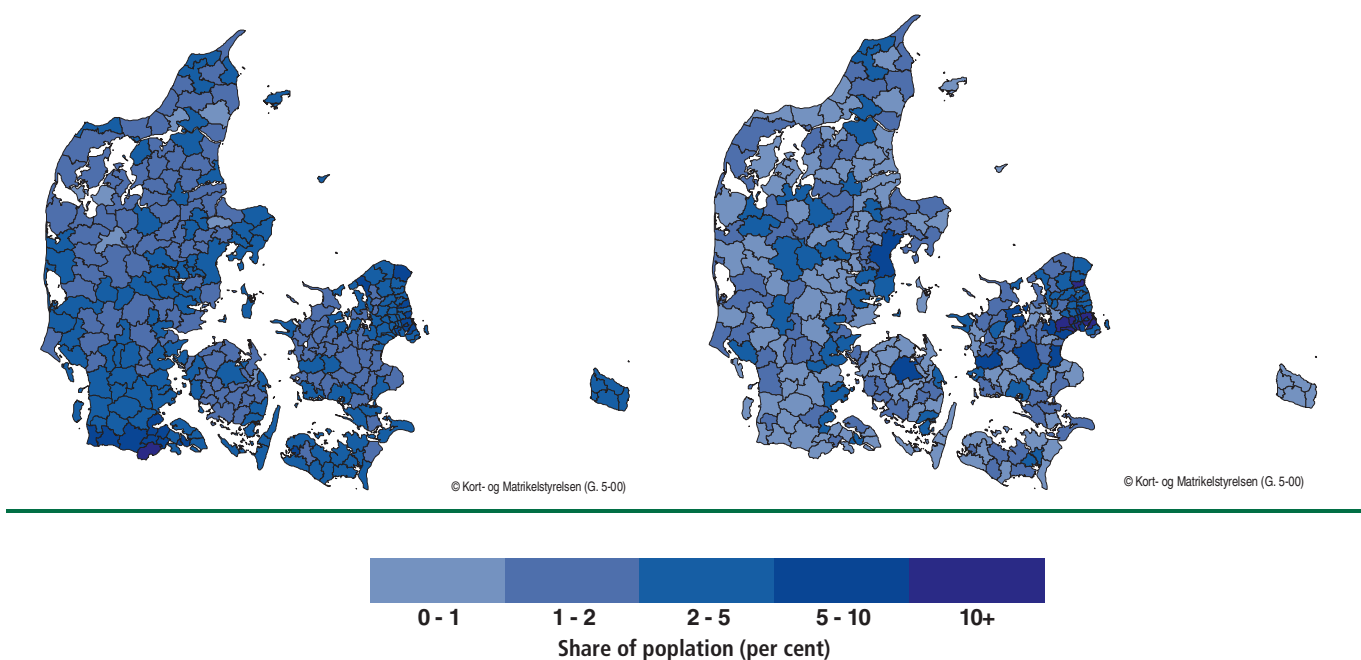 © Kort- og Matrikelstyrelsen (G. 5-00)
© Kort- og Matrikelstyrelsen (G. 5-00)
0 - 1 1 - 2 2 - 5 5 - 10 10+
Share of poplation (per cent)